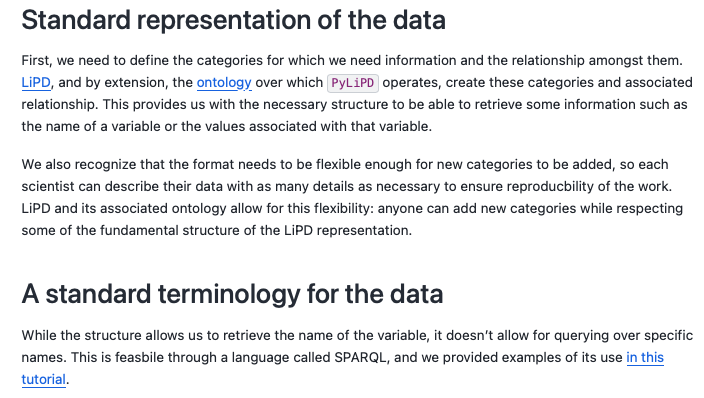 Standard representation of the data
First, we need to define the categories for which we need information and the relationship amongst them.
LiPD, and by extension, the ontology over which PyLiPD operates, create these categories and associated
relationship. This provides us with the necessary structure to be able to retrieve some information such as
the name of a variable or the values associated with that variable.
We also recognize that the format needs to be flexible enough for new categories to be added, so each
scientist can describe their data with as many details as necessary to ensure reproducbility of the work.
LiPD and its associated ontology allow for this flexibility: anyone can add new categories while respecting
some of the fundamental structure of the LiPD representation.
A standard terminology for the data
While the structure allows us to retrieve the name of the variable, it doesn’t allow for querying over specific
names. This is feasbile through a language called SPARQL, and we provided examples of its use in this
tutorial.